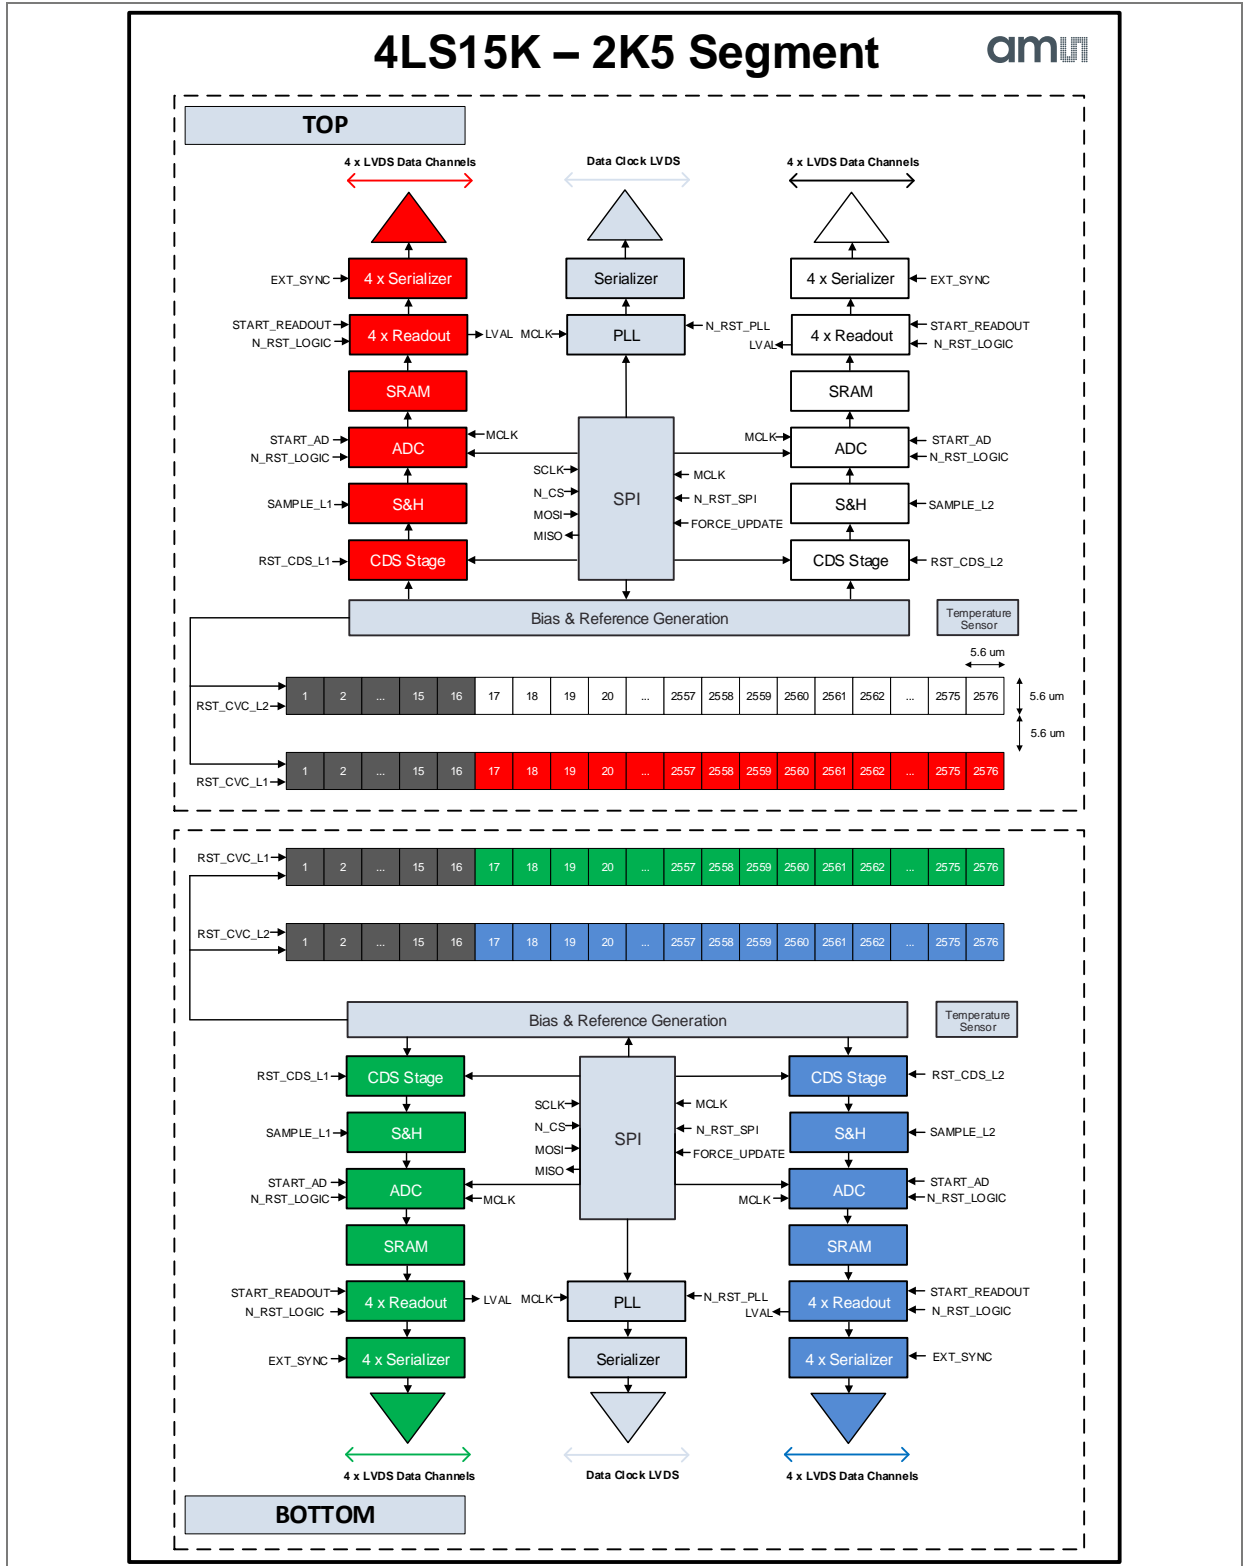 4LS15K – 2K5 Segment
am
TOP
4 x LVDS Data Channels
Data Clock LVDS
4 x LVDS Data Channels
EXT_SYNC
4 x Serializer
Serializer
4 x Serializer
EXT_SYNC
START_READOUT
N_RST_LOGIC
4 x Readout
LVAL
MCLK
PLL
N_RST_PLL
LVAL
4 x Readout
START_READOUT
N_RST_LOGIC
SRAM
SRAM
START_AD
N_RST_LOGIC
ADC
MCLK
MCLK
ADC
START_AD
N_RST_LOGIC
SCLK
N_CS
MOSI
MISO
SPI
MCLK
N_RST_SPI
FORCE_UPDATE
SAMPLE_L1
S&H
S&H
SAMPLE_L2
RST_CDS_L1
CDS Stage
CDS Stage
RST_CDS_L2
Bias & Reference Generation
Temperature
Sensor
5.6 um
RST_CVC_L2
1 2 ... 15 16 17 18 19 20 ... 2557 2558 2559 2560 2561 2562 ... 2575 2576
5.6 um
5.6 um
RST_CVC_L1
1 2 ... 15 16 17 18 19 20 ... 2557 2558 2559 2560 2561 2562 ... 2575 2576
RST_CVC_L1
1 2 ... 15 16 17 18 19 20 ... 2557 2558 2559 2560 2561 2562 ... 2575 2576
RST_CVC_L2
1 2 ... 15 16 17 18 19 20 ... 2557 2558 2559 2560 2561 2562 ... 2575 2576
Bias & Reference Generation
Temperature
Sensor
RST_CDS_L1
CDS Stage
CDS Stage
RST_CDS_L2
SCLK
N_CS
MOSI
MISO
SPI
MCLK
N_RST_SPI
FORCE_UPDATE
SAMPLE_L1
S&H
S&H
SAMPLE_L2
START_AD
N_RST_LOGIC
ADC
MCLK
MCLK
ADC
START_AD
N_RST_LOGIC
SRAM
SRAM
START_READOUT
N_RST_LOGIC
4 x Readout
LVAL
MCLK
PLL
N_RST_PLL
LVAL
4 x Readout
START_READOUT
N_RST_LOGIC
EXT_SYNC
4 x Serializer
Serializer
4 x Serializer
EXT_SYNC
4 x LVDS Data Channels
Data Clock LVDS
4 x LVDS Data Channels
BOTTOM